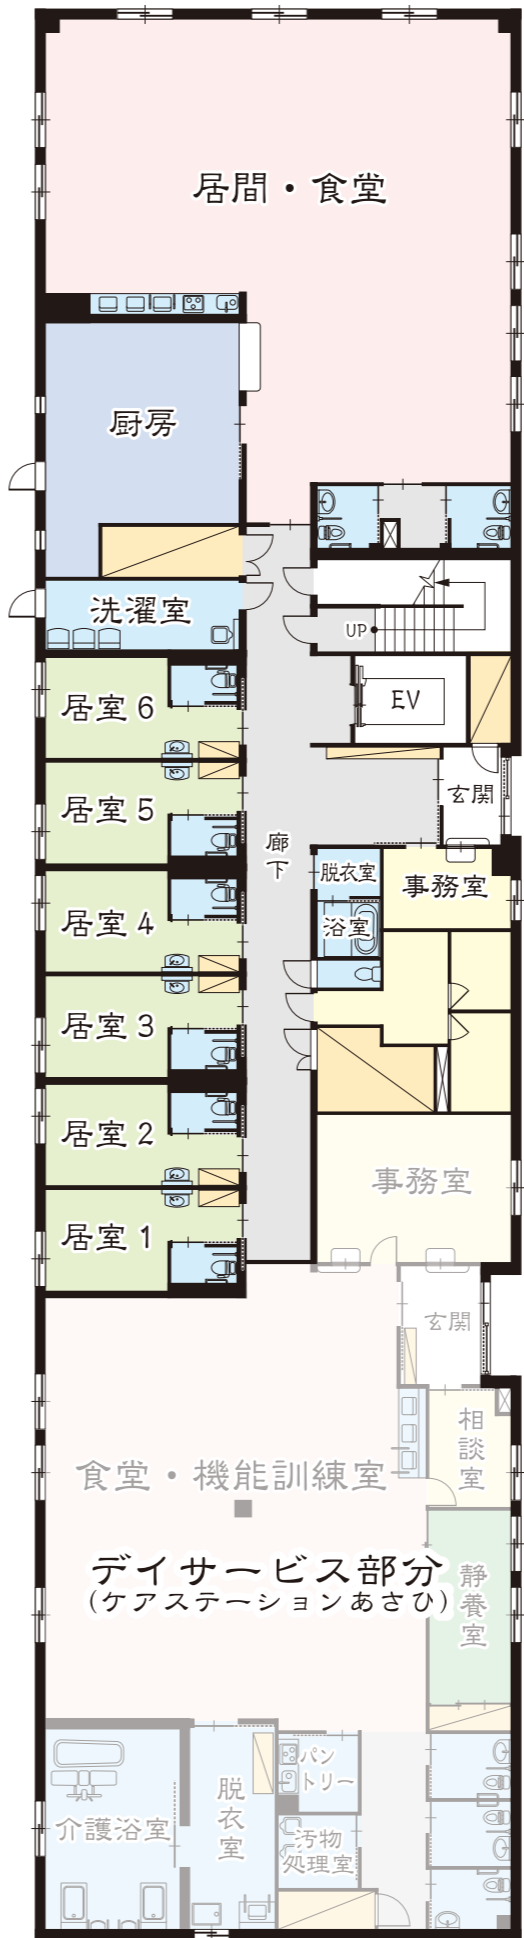 居間・食堂
厨房
洗濯室
UP
EV
居室6
玄関
居室5
廊下
脱衣室
事務室
居室4
浴室
居室3
居室2
事務室
居室1
玄関
相談室
食堂・機能訓練室
デイサービス部分
(ケアステーションあさひ)
静養室
パン
トリー
脱衣室
介護浴室
汚物
処理室